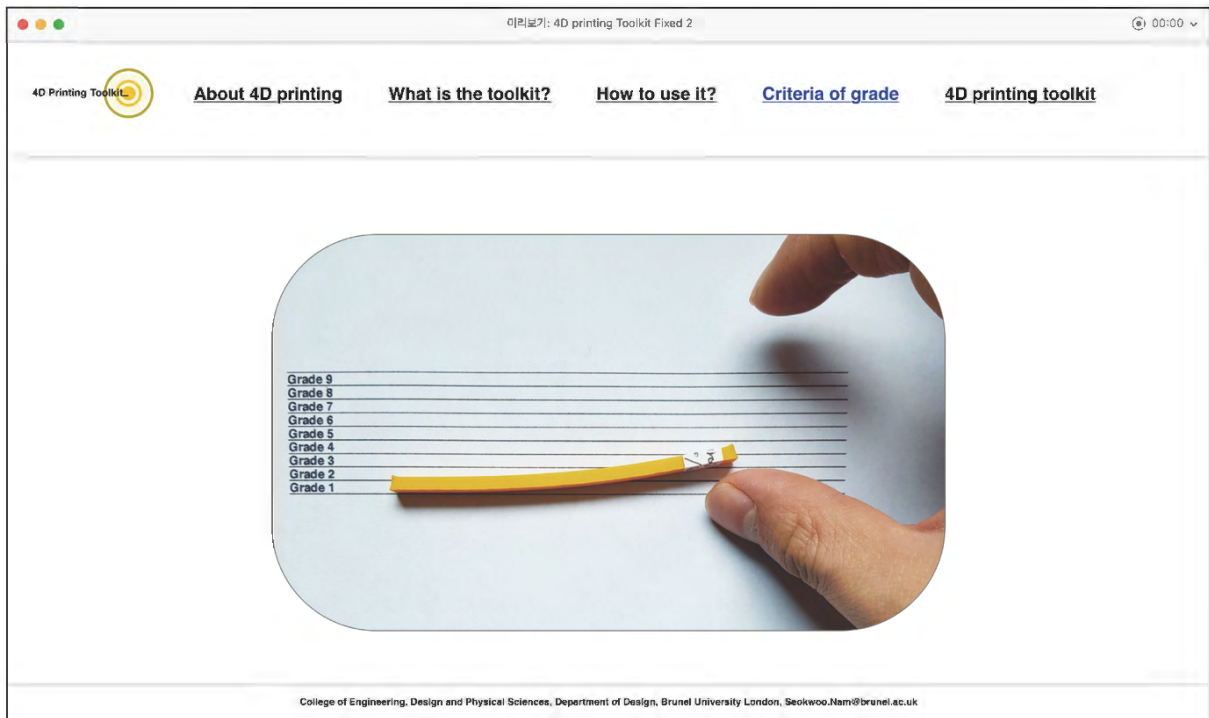 미리보기: 4D printing Toolkit Fixed 2
00:00
4D Printing Toolkit
About 4D printing
What is the toolkit?
How to use it?
Criteria of grade
4D printing toolkit
Grade 9
Grade 8
Grade 7
Grade 6
Grade 5
Grade 4
Grade 3
Grade 2
Grade 1
College of Engineering, Design and Physical Sciences, Department of Design, Brunel University London, Seokwoo.Nam@brunel.ac.uk